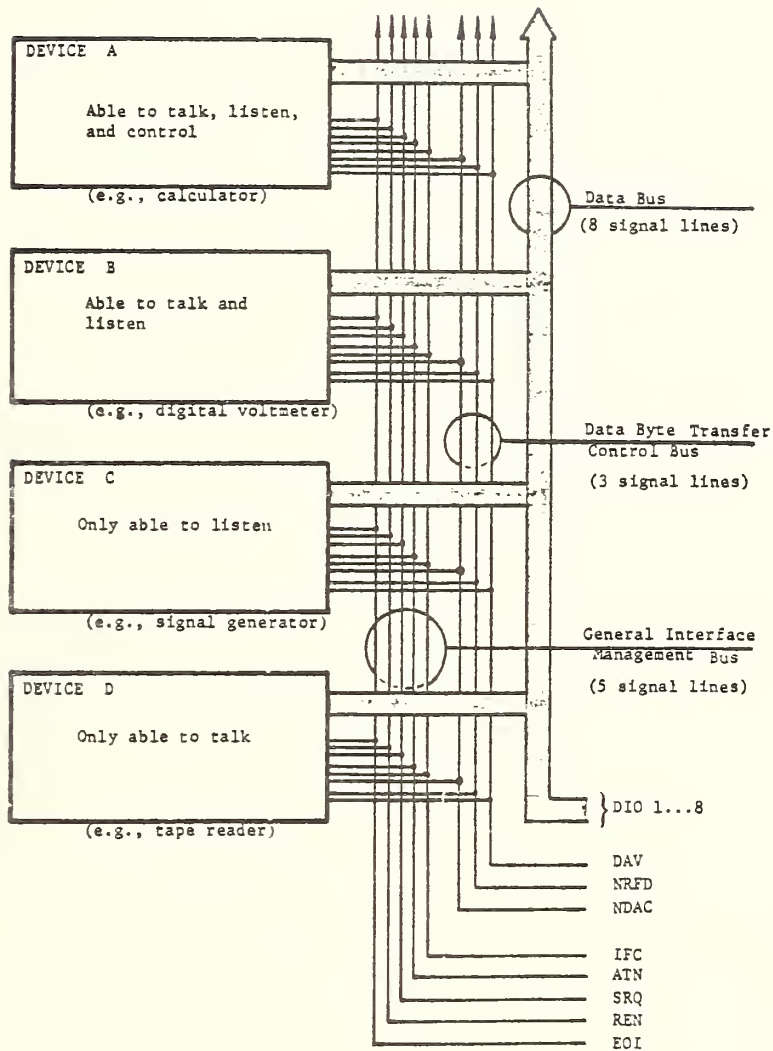 DEVICE A
Able to talk, listen,
and control
(e.g., calculator)
Data Bus
(8 signal lines)
DEVICE B
Able to talk and
listen
(e.g., digital voltmeter)
Data Byte Transfer
Control Bus
(3 signal lines)
DEVICE C
Only able to listen
(e.g., signal generator)
General Interface
Management Bus
(5 signal lines)
DEVICE D
Only able to talk
(e.g., tape reader)
DIO 1...8
DAV
NRFD
NDAC
IFC
ATN
SRQ
REN
EOI